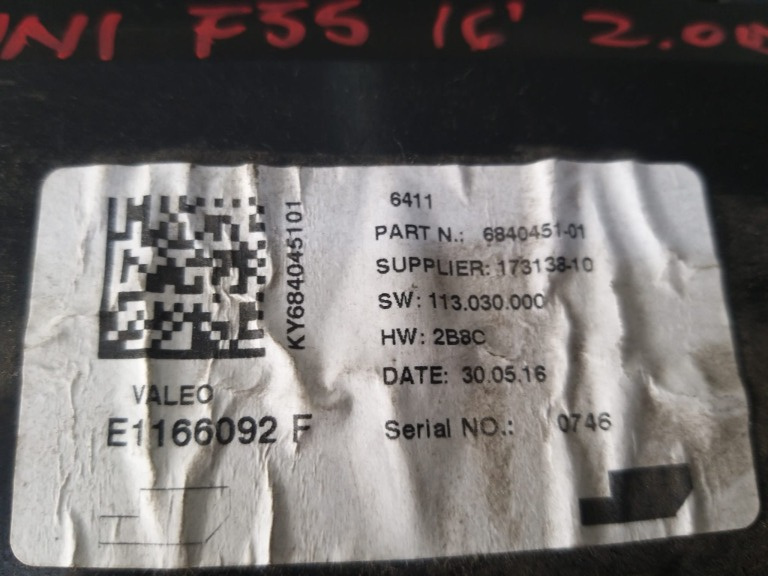 F55 16' 2.0
6411
PART N.: 6840451-01
SUPPLIER: 173138-10
SW: 113.030.000
HW: 2B8C
DATE: 30.05.16
Serial NO.: 0746
KY684045101
VALEO
E1166092 F